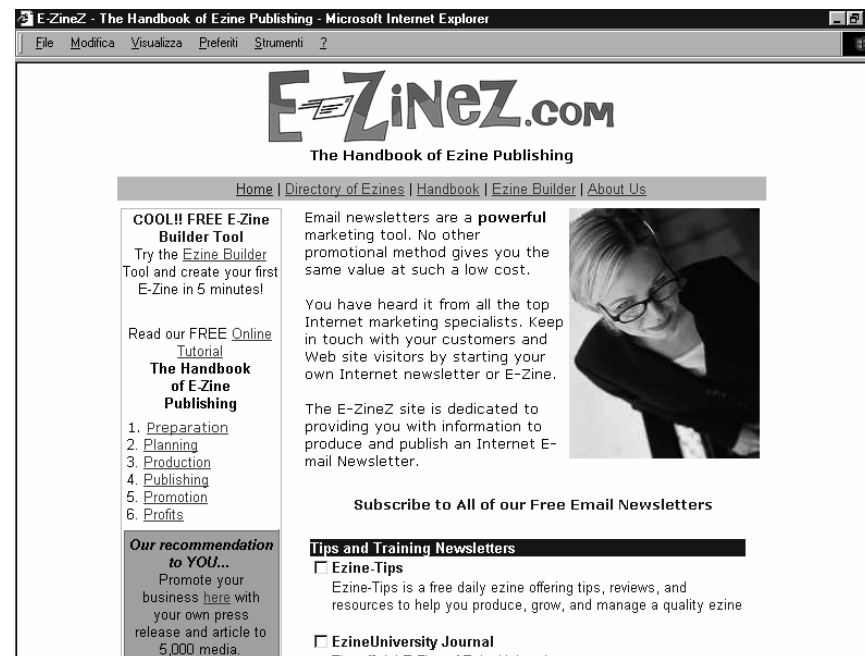 E-ZineZ - The Handbook of Ezine Publishing - Microsoft Internet Explorer
File Modifica Visualizza Preferiti Strumenti ?
E-ZiNeZ.COM
The Handbook of Ezine Publishing
Home | Directory of Ezines | Handbook | Ezine Builder | About Us
COOL!! FREE E-Zine
Builder Tool
Try the Ezine Builder
Tool and create your first
E-Zine in 5 minutes!
Read our FREE Online
Tutorial
The Handbook
of E-Zine
Publishing
1. Preparation
2. Planning
3. Production
4. Publishing
5. Promotion
6. Profits
Our recommendation
to YOU...
Promote your
business here with
your own press
release and article to
5,000 media.
Email newsletters are a powerful
marketing tool. No other
promotional method gives you the
same value at such a low cost.
You have heard it from all the top
Internet marketing specialists. Keep
in touch with your customers and
Web site visitors by starting your
own Internet newsletter or E-Zine.
The E-ZineZ site is dedicated to
providing you with information to
produce and publish an Internet E-
mail Newsletter.
Subscribe to All of our Free Email Newsletters
Tips and Training Newsletters
Ezine-Tips
Ezine-Tips is a free daily ezine offering tips, reviews, and
resources to help you produce, grow, and manage a quality ezine
EzineUniversity Journal